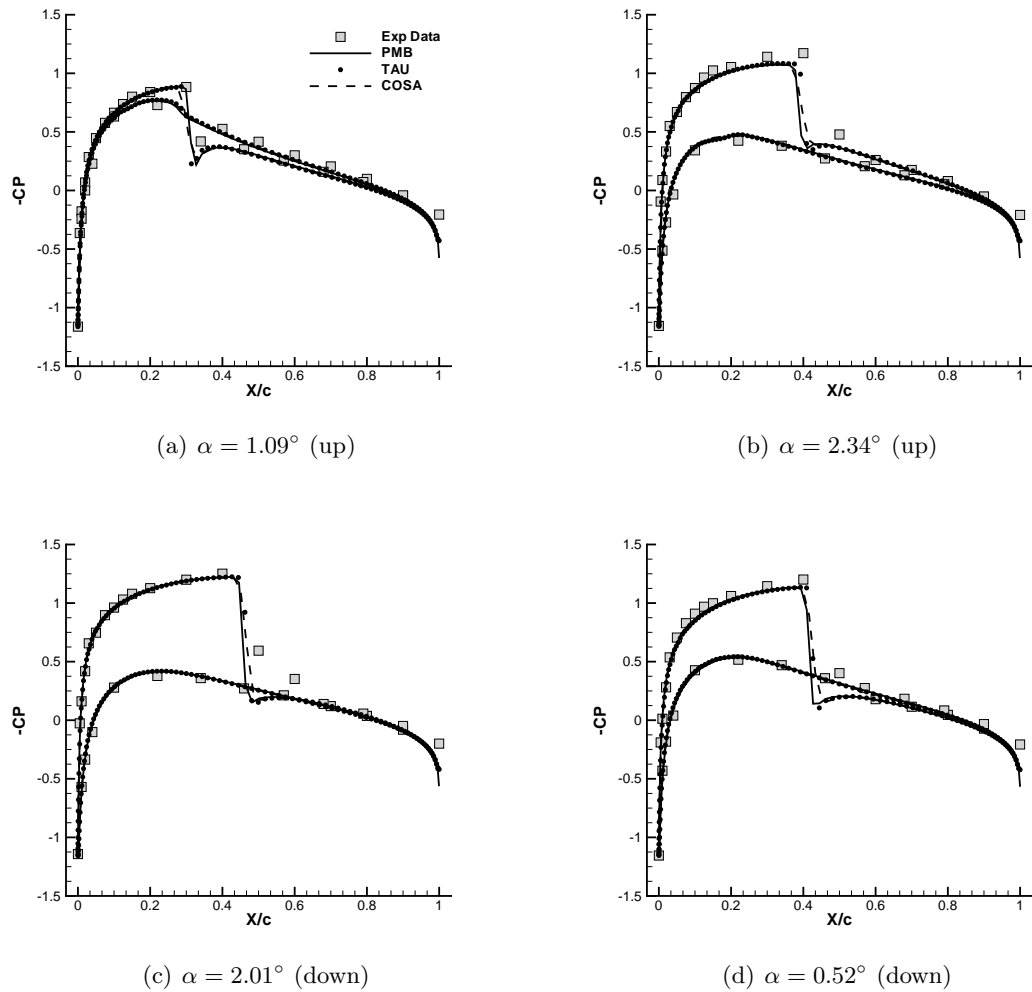 1.5
1
0.5
0
-0.5
-1
-1.5
-CP
0 0.2 0.4 0.6 0.8 1
X/c
Exp Data
PMB
TAU
COSA
(a) α = 1.09° (up)
1.5
1
0.5
0
-0.5
-1
-1.5
-CP
0 0.2 0.4 0.6 0.8 1
X/c
(b) α = 2.34° (up)
1.5
1
0.5
0
-0.5
-1
-1.5
-CP
0 0.2 0.4 0.6 0.8 1
X/c
(c) α = 2.01° (down)
1.5
1
0.5
0
-0.5
-1
-1.5
-CP
0 0.2 0.4 0.6 0.8 1
X/c
(d) α = 0.52° (down)